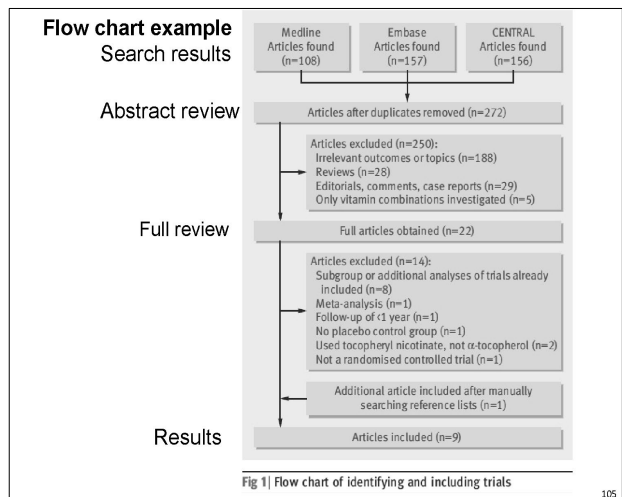 Flow chart example
Search results
Medline
Articles found
(n=108)
Embase
Articles found
(n=157)
CENTRAL
Articles found
(n=156)
Abstract review
Articles after duplicates removed (n=272)
Articles excluded (n=250):
Irrelevant outcomes or topics (n=188)
Reviews (n=28)
Editorials, comments, case reports (n=29)
Only vitamin combinations investigated (n=5)
Full review
Full articles obtained (n=22)
Articles excluded (n=14):
Subgroup or additional analyses of trials already
included (n=8)
Meta-analysis (n=1)
Follow-up of <1 year (n=1)
No placebo control group (n=1)
Used tocopheryl nicotinate, not α-tocopherol (n=2)
Not a randomised controlled trial (n=1)
Additional article included after manually
searching reference lists (n=1)
Results
Articles included (n=9)
Fig 1| Flow chart of identifying and including trials
105